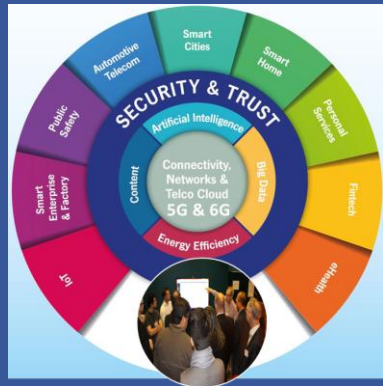 IoT
Smart
Enterprise
& Factory
Public
Safety
Automotive
Telecom
Smart
Cities
Smart
Home
Personal
Services
Fintech
eHealth
SECURITY & TRUST
Artificial Intelligence
Content
Big Data
Energy Efficiency
Connectivity,
Networks &
Telco Cloud
5G & 6G